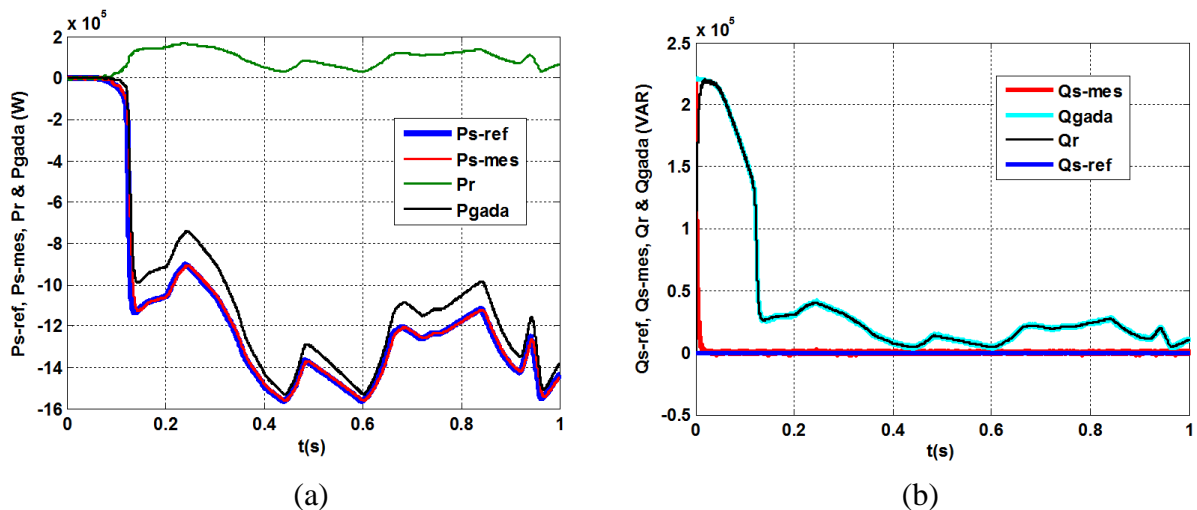 x 10^5
2
0
-2
-4
-6
-8
-10
-12
-14
-16
Ps-ref, Ps-mes, Pr & Pgada (W)
Ps-ref
Ps-mes
Pr
Pgada
0 0.2 0.4 0.6 0.8 1
t(s)
(a)
x 10^5
2.5
2
1.5
1
0.5
0
-0.5
Qs-ref, Qs-mes, Qr & Qgada (VAR)
Qs-mes
Qgada
Qr
Qs-ref
0 0.2 0.4 0.6 0.8 1
t(s)
(b)